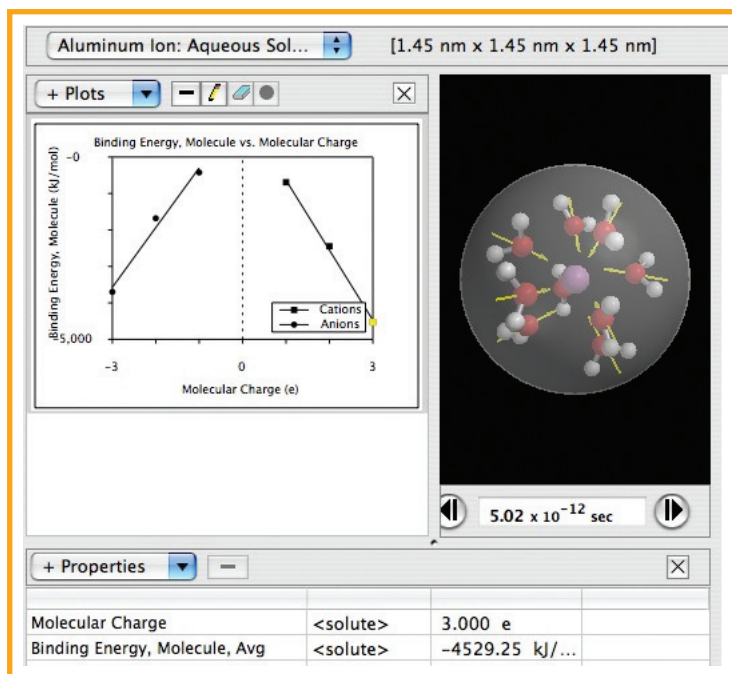 Aluminum Ion: Aqueous Sol... [1.45 nm x 1.45 nm x 1.45 nm]
+ Plots
Binding Energy, Molecule vs. Molecular Charge
Binding Energy, Molecule (kJ/mol)
-0
-5,000
Cations
Anions
-3 0 3
Molecular Charge (e)
5.02 x 10⁻¹² sec
+ Properties
Molecular Charge <solute> 3.000 e
Binding Energy, Molecule, Avg <solute> -4529.25 kJ/...